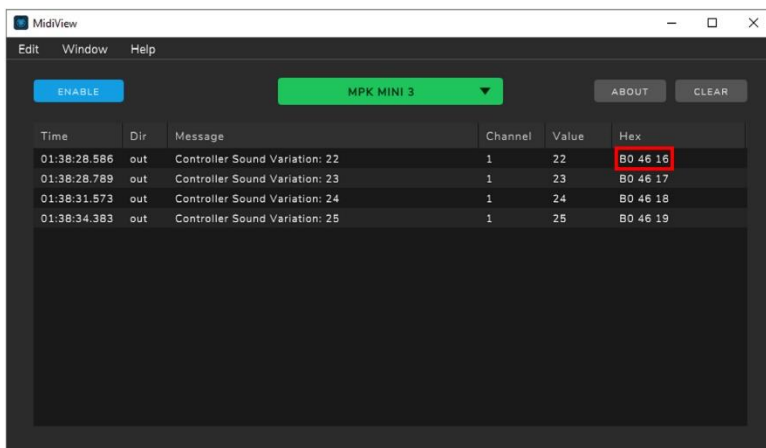 MidiView
Edit Window Help
ENABLE MPK MINI 3 ABOUT CLEAR
Time Dir Message Channel Value Hex
01:38:28.586 out Controller Sound Variation: 22 1 22 B0 46 16
01:38:28.789 out Controller Sound Variation: 23 1 23 B0 46 17
01:38:31.573 out Controller Sound Variation: 24 1 24 B0 46 18
01:38:34.383 out Controller Sound Variation: 25 1 25 B0 46 19